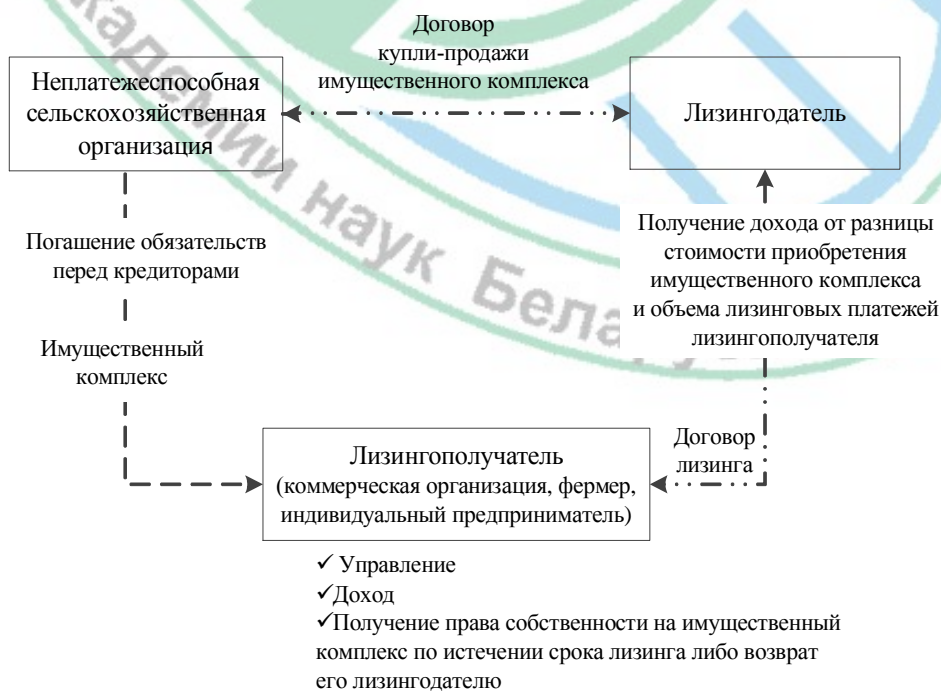 Договор
купли-продажи
имущественного комплекса
Неплатежеспособная
сельскохозяйственная
организация
Лизингодатель
Погашение обязательств
перед кредиторами
Получение дохода от разницы
стоимости приобретения
имущественного комплекса
и объема лизинговых платежей
лизингополучателя
Имущественный
комплекс
Договор
лизинга
Лизингополучатель
(коммерческая организация, фермер,
индивидуальный предприниматель)
✓ Управление
✓Доход
✓Получение права собственности на имущественный
комплекс по истечении срока лизинга либо возврат
его лизингодателю
академии наук